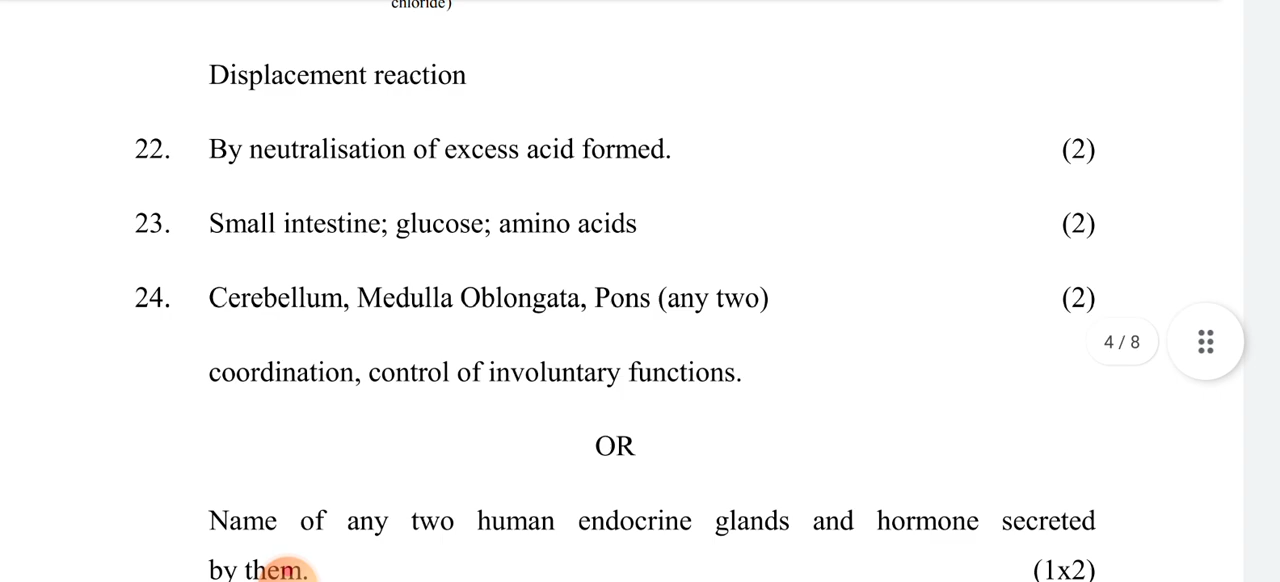 chloride)
Displacement reaction
22. By neutralisation of excess acid formed. (2)
23. Small intestine; glucose; amino acids (2)
24. Cerebellum, Medulla Oblongata, Pons (any two) (2)
4 / 8
coordination, control of involuntary functions.
OR
Name of any two human endocrine glands and hormone secreted
by them. (1x2)